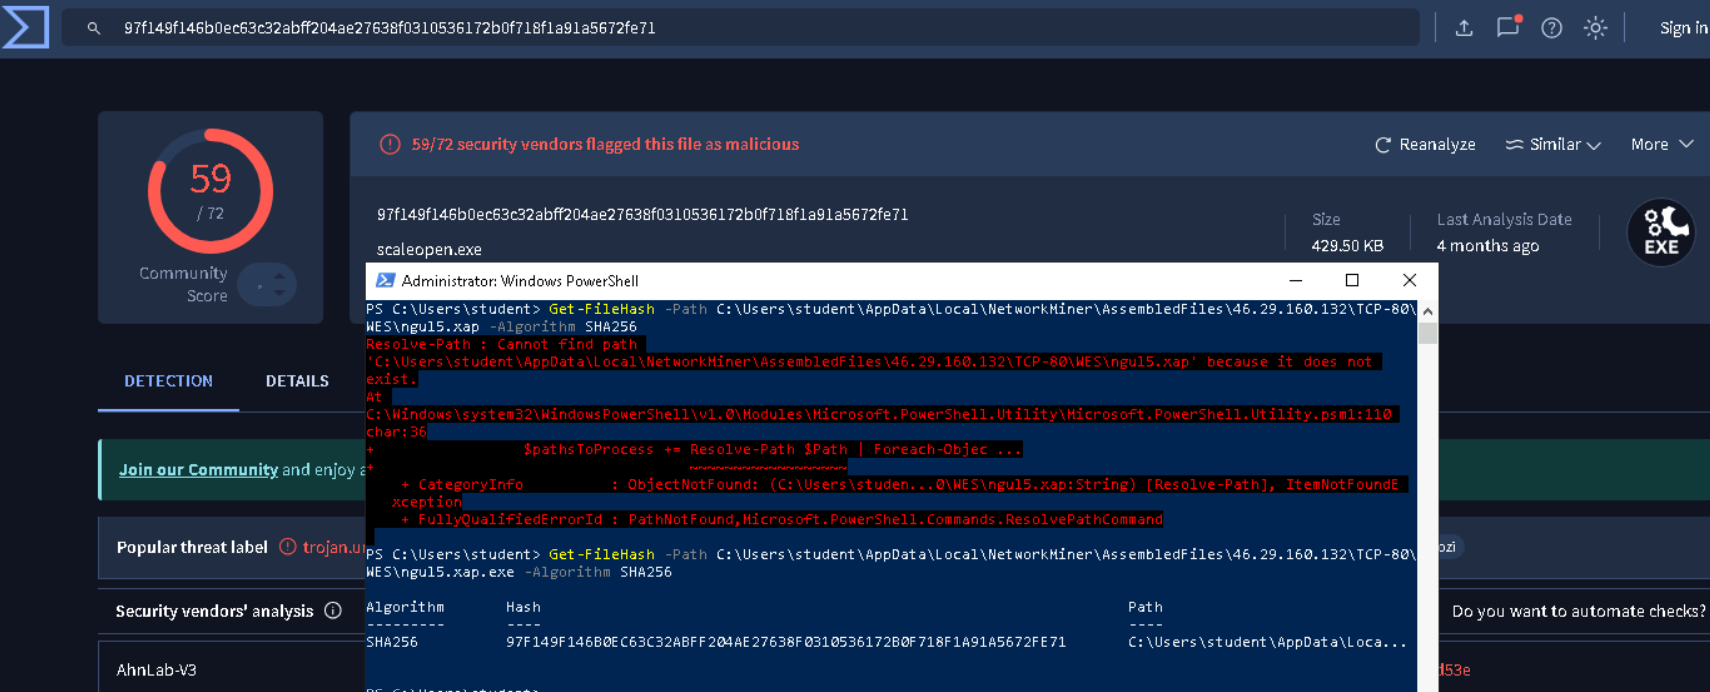 97f149f146b0ec63c32abff204ae27638f0310536172b0f718f1a91a5672fe71
Sign in
59
/ 72
Community
Score
59/72 security vendors flagged this file as malicious
Reanalyze
Similar
More
97f149f146b0ec63c32abff204ae27638f0310536172b0f718f1a91a5672fe71
scaleopen.exe
Size
429.50 KB
Last Analysis Date
4 months ago
EXE
DETECTION
DETAILS
Join our Community and enjoy a
Popular threat label
trojan.ur
ozi
Security vendors' analysis
Do you want to automate checks?
AhnLab-V3
d53e
Administrator: Windows PowerShell
PS C:\Users\student> Get-FileHash -Path C:\Users\student\AppData\Local\NetworkMiner\AssembledFiles\46.29.160.132\TCP-80\
WES\ngul5.xap -Algorithm SHA256
Resolve-Path : Cannot find path
'C:\Users\student\AppData\Local\NetworkMiner\AssembledFiles\46.29.160.132\TCP-80\WES\ngul5.xap' because it does not
exist.
At
C:\Windows\system32\WindowsPowerShell\v1.0\Modules\Microsoft.PowerShell.Utility\Microsoft.PowerShell.Utility.psm1:110
char:36
+ $pathsToProcess += Resolve-Path $Path | Foreach-Objec ...
+ ~~~~~~~~~~~~~~~~~~
+ CategoryInfo : ObjectNotFound: (C:\Users\studen...0\WES\ngul5.xap:String) [Resolve-Path], ItemNotFoundE
xception
+ FullyQualifiedErrorId : PathNotFound,Microsoft.PowerShell.Commands.ResolvePathCommand
PS C:\Users\student> Get-FileHash -Path C:\Users\student\AppData\Local\NetworkMiner\AssembledFiles\46.29.160.132\TCP-80\
WES\ngul5.xap.exe -Algorithm SHA256
Algorithm Hash Path
--------- ---- ----
SHA256 97F149F146B0EC63C32ABFF204AE27638F0310536172B0F718F1A91A5672FE71 C:\Users\student\AppData\Loca...
PS C:\Users\student>